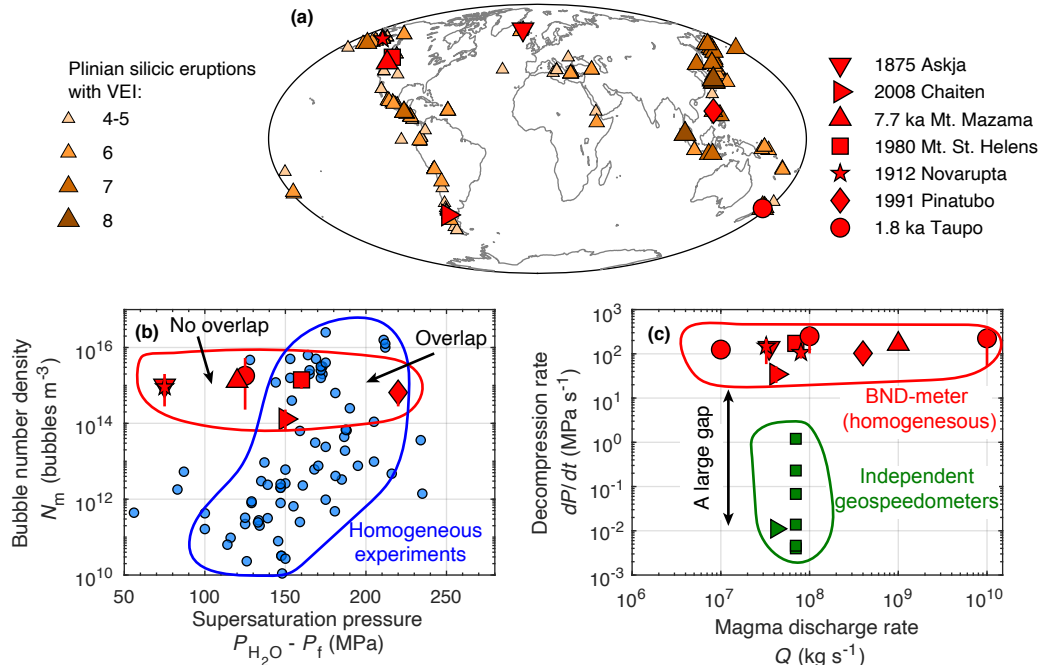 (a)
Plinian silicic eruptions
with VEI:
4-5
6
7
8
1875 Askja
2008 Chaiten
7.7 ka Mt. Mazama
1980 Mt. St. Helens
1912 Novarupta
1991 Pinatubo
1.8 ka Taupo
(b)
No overlap
Overlap
Homogeneous
experiments
Bubble number density
N_m (bubbles m⁻³)
10¹⁶
10¹⁴
10¹²
10¹⁰
50 100 150 200 250
Supersaturation pressure
P_H₂O - P_f (MPa)
(c)
BND-meter
(homogenesous)
A large gap
Independent
geospeedometers
Decompression rate
dP/dt (MPa s⁻¹)
10³
10²
10¹
10⁰
10⁻¹
10⁻²
10⁻³
10⁶ 10⁷ 10⁸ 10⁹ 10¹⁰
Magma discharge rate
Q (kg s⁻¹)